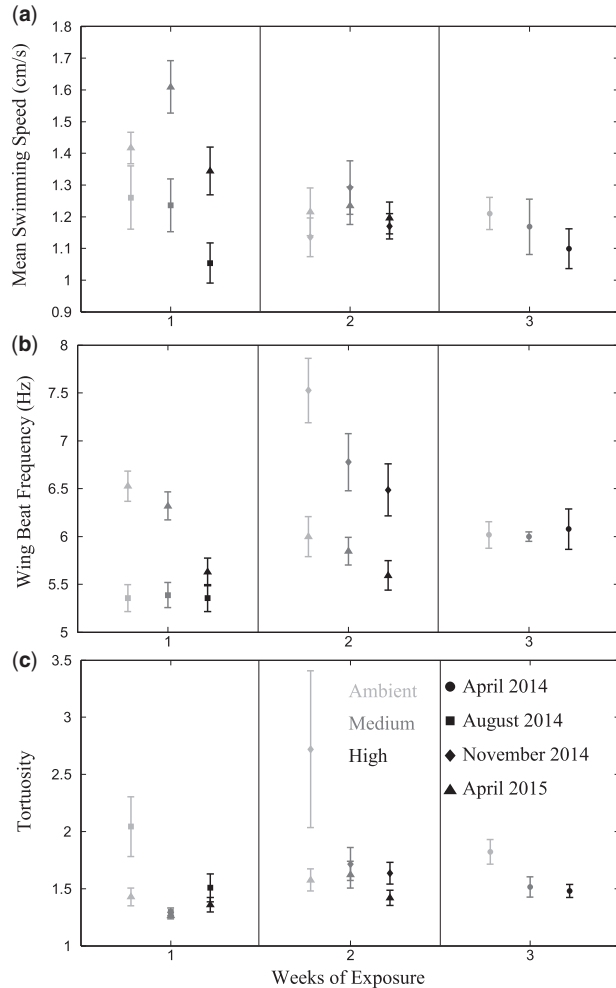 (a)
Mean Swimming Speed (cm/s)
1.8
1.7
1.6
1.5
1.4
1.3
1.2
1.1
1
0.9
1 2 3
(b)
Wing Beat Frequency (Hz)
8
7.5
7
6.5
6
5.5
5
1 2 3
(c)
Tortuosity
3.5
3
2.5
2
1.5
1
Ambient
Medium
High
April 2014
August 2014
November 2014
April 2015
1 2 3
Weeks of Exposure